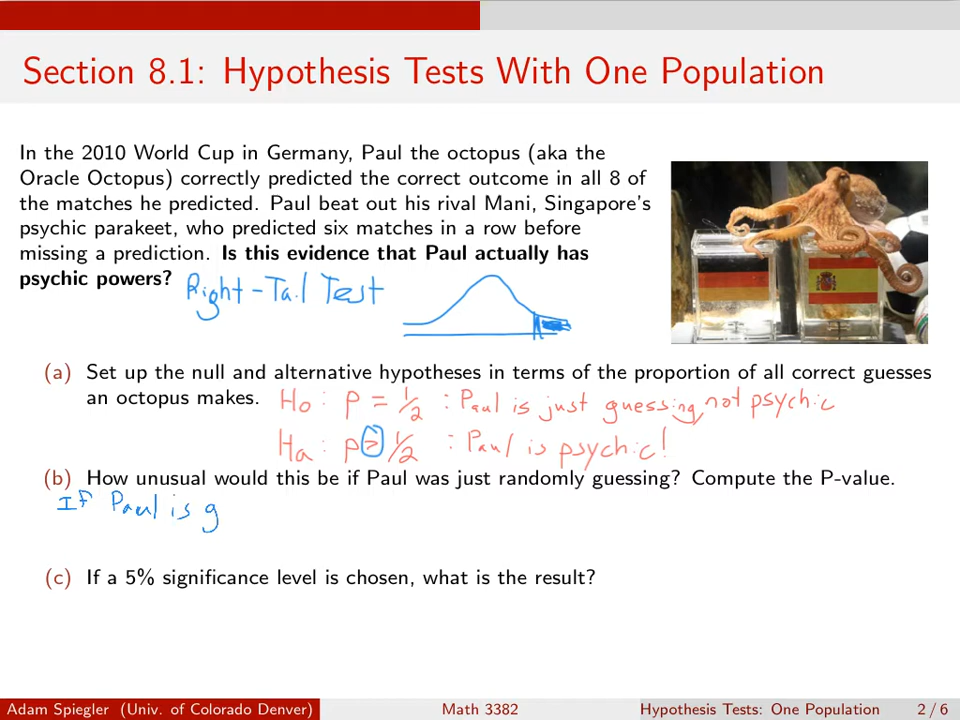 Section 8.1: Hypothesis Tests With One Population
In the 2010 World Cup in Germany, Paul the octopus (aka the
Oracle Octopus) correctly predicted the correct outcome in all 8 of
the matches he predicted. Paul beat out his rival Mani, Singapore's
psychic parakeet, who predicted six matches in a row before
missing a prediction. Is this evidence that Paul actually has
psychic powers?
Right-Tail Test
(a) Set up the null and alternative hypotheses in terms of the proportion of all correct guesses
an octopus makes.
Ho: p = 1/2 : Paul is just guessing, not psychic
Ha: p > 1/2 : Paul is psychic!
(b) How unusual would this be if Paul was just randomly guessing? Compute the P-value.
If Paul is g
(c) If a 5% significance level is chosen, what is the result?
Adam Spiegler (Univ. of Colorado Denver) Math 3382 Hypothesis Tests: One Population 2 / 6